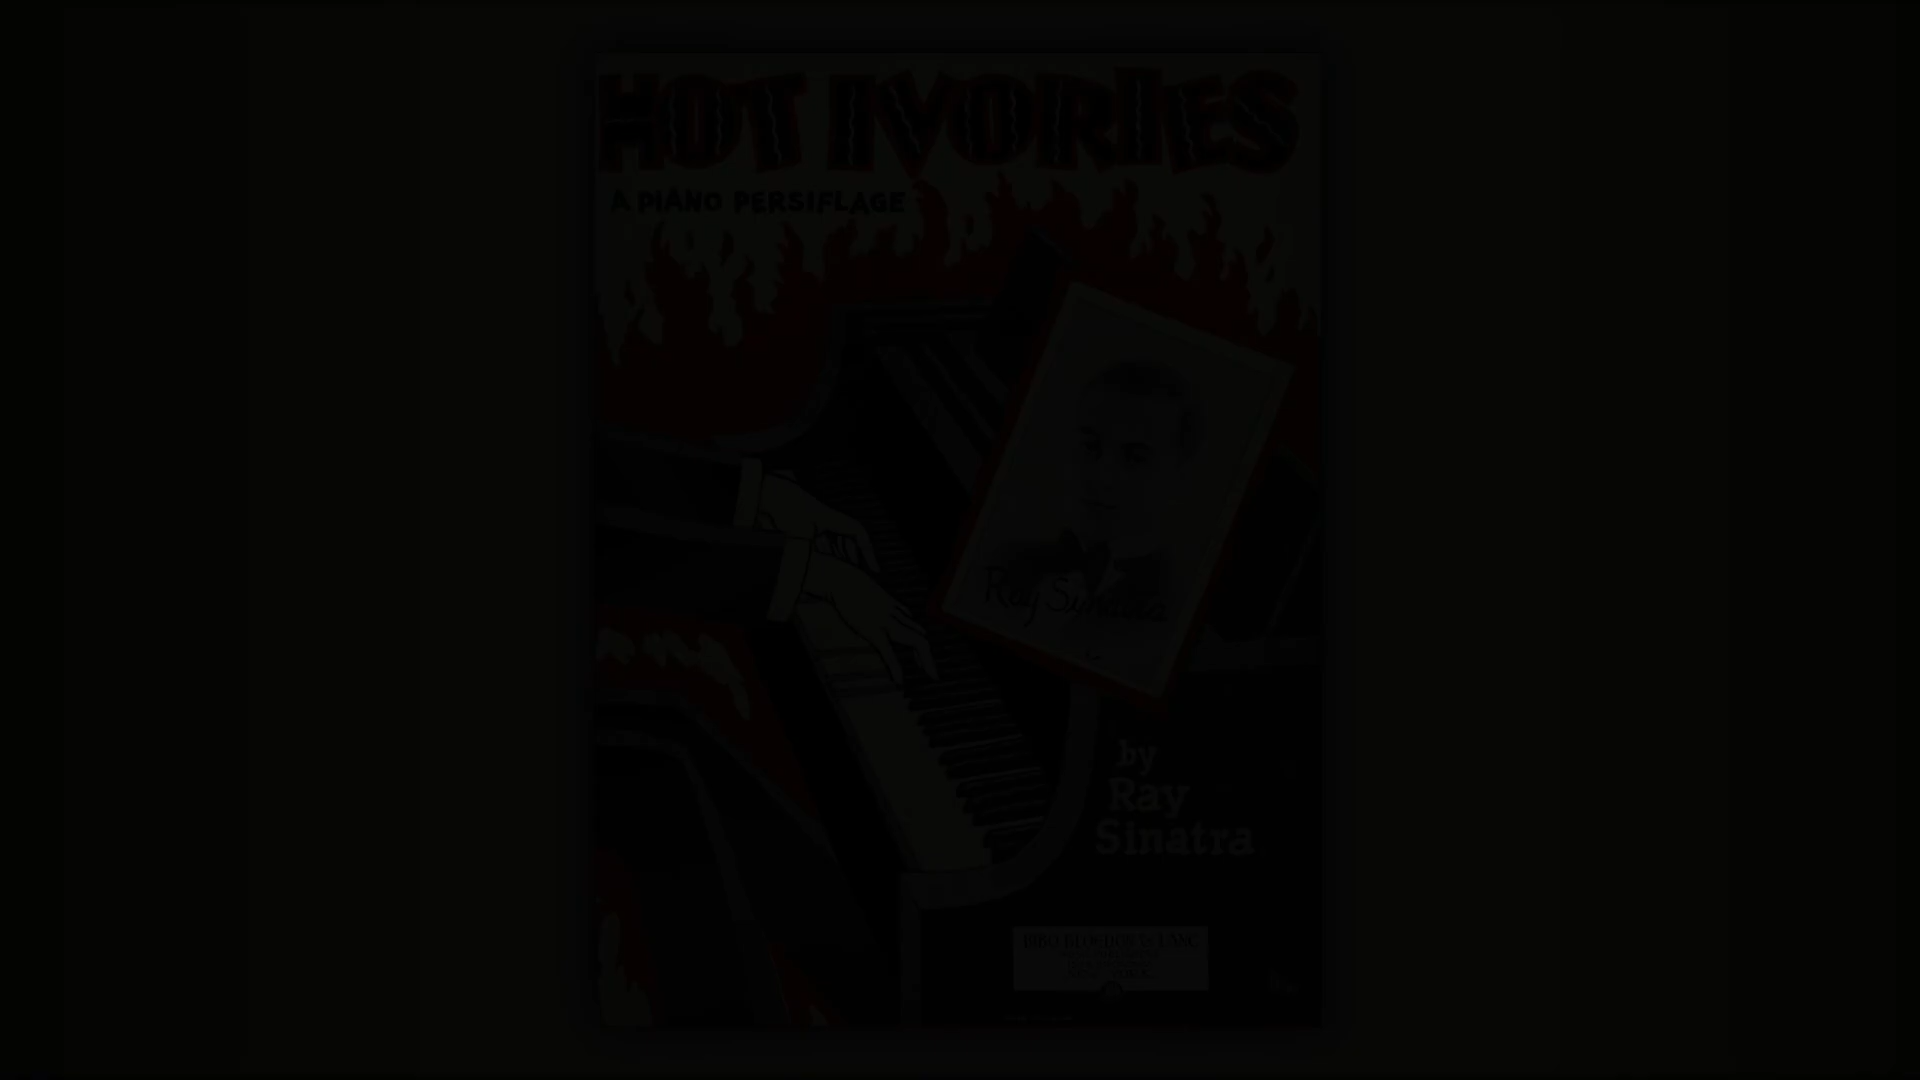 HOT IVORIES
A PIANO PERSIFLAGE
Ray Sinatra
by
Ray
Sinatra